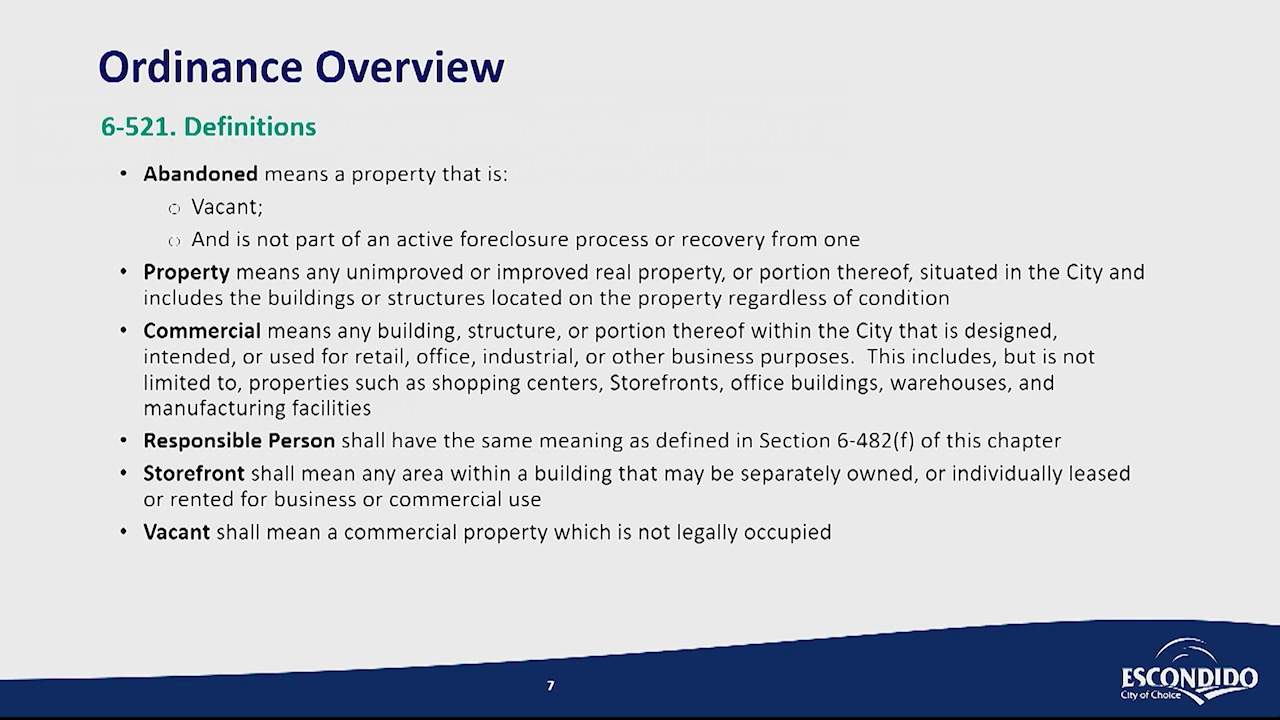 Ordinance Overview
6-521. Definitions
• Abandoned means a property that is:
○ Vacant;
○ And is not part of an active foreclosure process or recovery from one
• Property means any unimproved or improved real property, or portion thereof, situated in the City and
includes the buildings or structures located on the property regardless of condition
• Commercial means any building, structure, or portion thereof within the City that is designed,
intended, or used for retail, office, industrial, or other business purposes. This includes, but is not
limited to, properties such as shopping centers, Storefronts, office buildings, warehouses, and
manufacturing facilities
• Responsible Person shall have the same meaning as defined in Section 6-482(f) of this chapter
• Storefront shall mean any area within a building that may be separately owned, or individually leased
or rented for business or commercial use
• Vacant shall mean a commercial property which is not legally occupied
7
ESCONDIDO
City of Choice